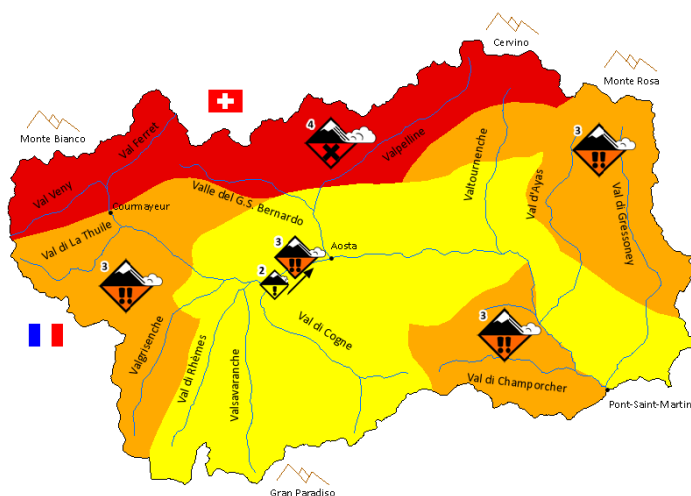 Cervino
Monte Rosa
Monte Bianco
4
3
Val Ferret
Valpelline
Val Veny
Valtournenche
Val d'Ayas
Val di Gressoney
Valle del G.S. Bernardo
Courmayeur
Val di La Thuile
3
3
Aosta
2
3
Valgrisenche
Val di Rhêmes
Valsavaranche
Val di Cogne
Val di Champorcher
Pont-Saint-Martin
Gran Paradiso